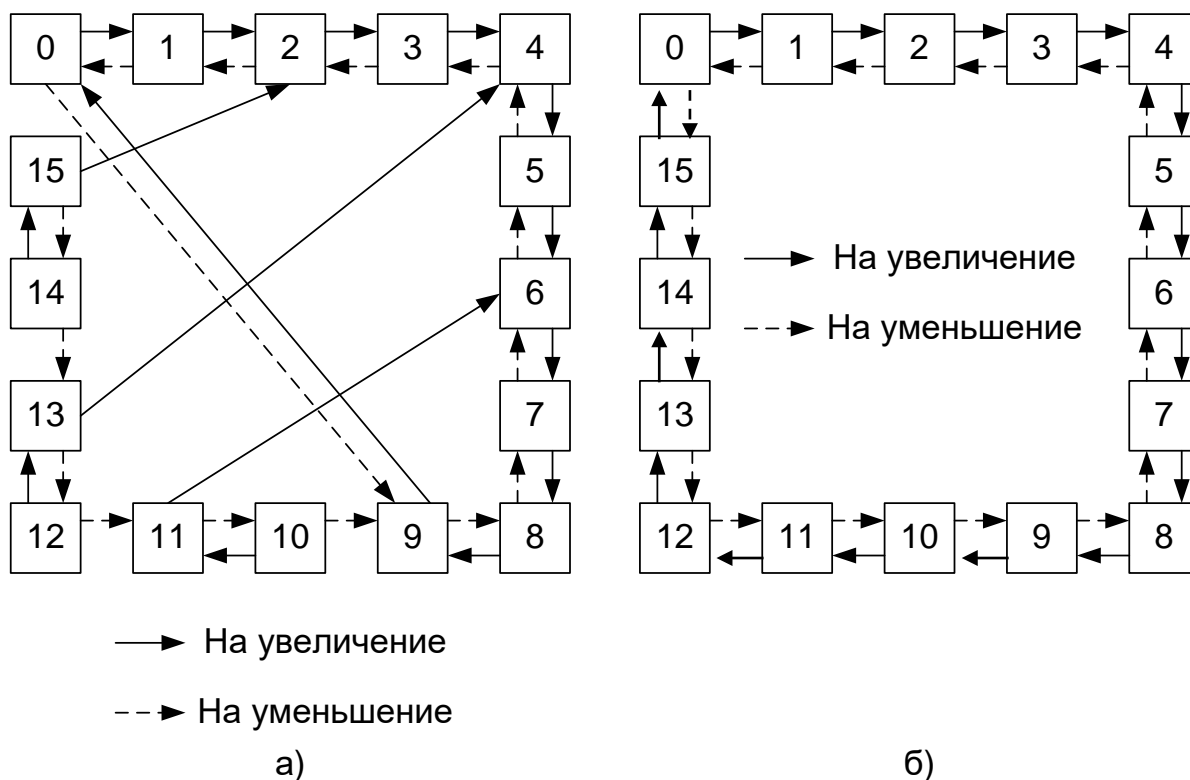 0 1 2 3 4
15 5
14 6
13 7
12 11 10 9 8
На увеличение
На уменьшение
а)
0 1 2 3 4
15 5
14 6
13 7
12 11 10 9 8
На увеличение
На уменьшение
б)